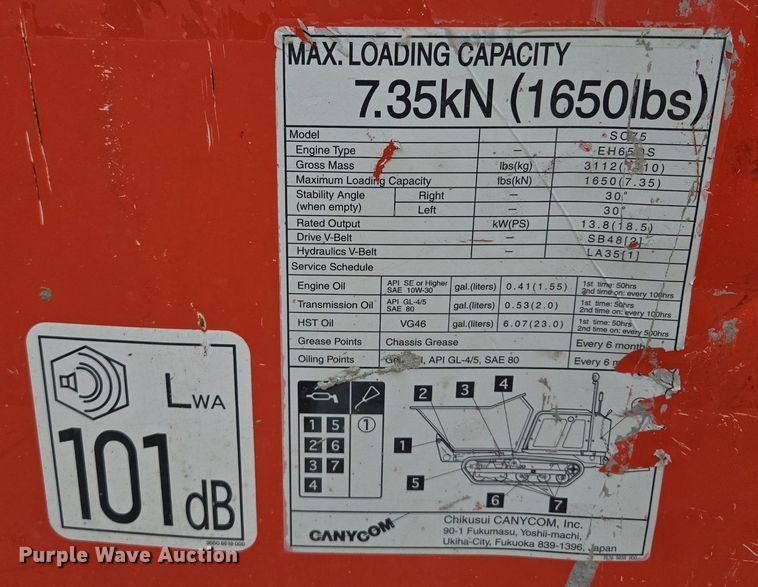 MAX. LOADING CAPACITY
7.35kN (1650lbs)
Model SC75
Engine Type – EH65DS
Gross Mass lbs(kg)
Maximum Loading Capacity lbs(kN) 1650(7.35)
Stability Angle (when empty) Right – 30°
Left – 30°
Rated Output kW(PS) 13.8(18.5)
Drive V-Belt – SB48[2]
Hydraulics V-Belt – LA35[1]
Service Schedule
Engine Oil API SE or Higher SAE 10W-30 gal.(liters) 0.41(1.55) 1st time: 50hrs 2nd time on: every 100hrs
Transmission Oil API GL-4/5 SAE 80 gal.(liters) 0.53(2.0) 1st time: 50hrs 2nd time on: every
HST Oil VG46 gal.(liters) 6.07(23.0) 1st time: 50hrs 2nd time on: every 500hrs
Grease Points Chassis Grease Every 6 months
Oiling Points API GL-4/5, SAE 80 Every 6
1 5 1
2 6
3 7
4
2 3 4
1
5
6 7
CANYCOM
Chikusui CANYCOM, Inc.
90-1 Fukumasu, Yoshii-machi,
Ukiha-City, Fukuoka 839-1396, Japan
LWA
101 dB
Purple Wave Auction